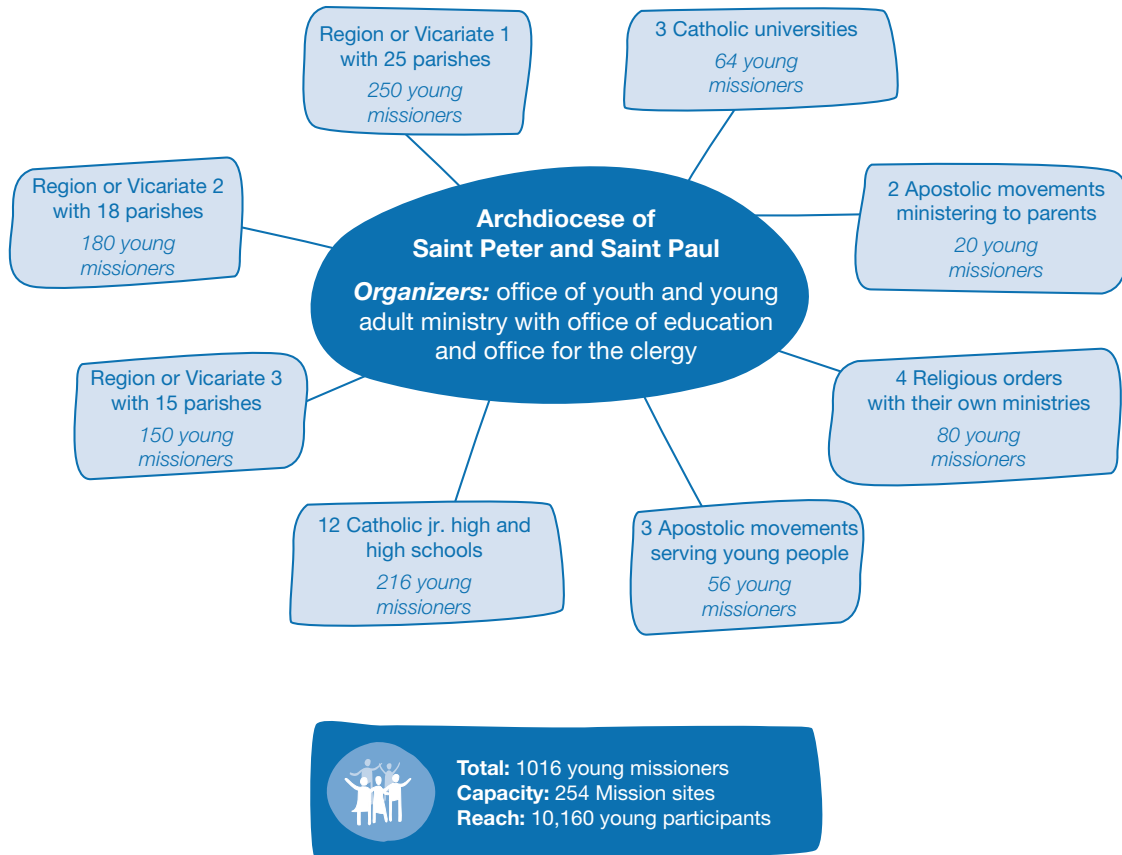 Region or Vicariate 1
with 25 parishes
250 young
missioners
3 Catholic universities
64 young
missioners
Region or Vicariate 2
with 18 parishes
180 young
missioners
Archdiocese of
Saint Peter and Saint Paul
Organizers: office of youth and young
adult ministry with office of education
and office for the clergy
2 Apostolic movements
ministering to parents
20 young
missioners
Region or Vicariate 3
with 15 parishes
150 young
missioners
4 Religious orders
with their own ministries
80 young
missioners
12 Catholic jr. high and
high schools
216 young
missioners
3 Apostolic movements
serving young people
56 young
missioners
Total: 1016 young missioners
Capacity: 254 Mission sites
Reach: 10,160 young participants